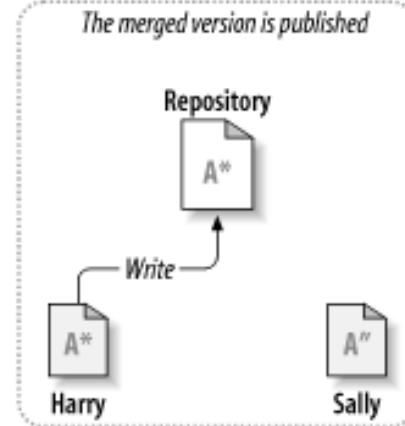 The merged version is published
Repository
A*
Write
A*
A"
Harry
Sally